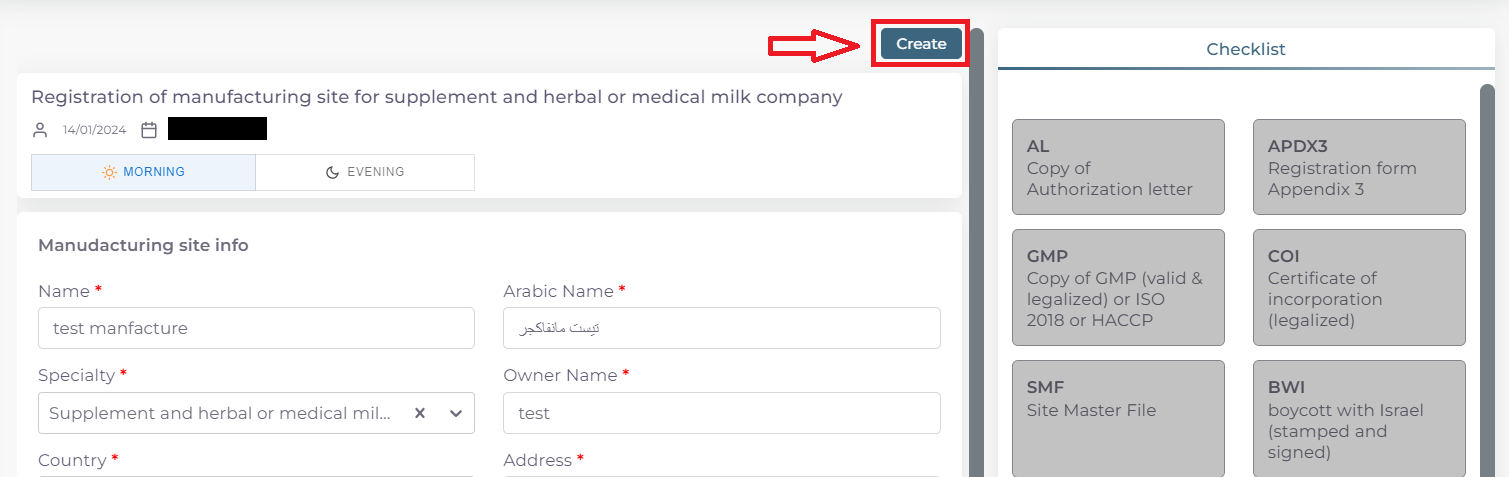 Create
Registration of manufacturing site for supplement and herbal or medical milk company
14/01/2024
MORNING
EVENING
Manudacturing site info
Name *
Arabic Name *
test manfacture
تيست مانفاكجر
Specialty *
Owner Name *
Supplement and herbal or medical mil...
test
Country *
Address *
Checklist
AL
Copy of
Authorization letter
APDX3
Registration form
Appendix 3
GMP
Copy of GMP (valid &
legalized) or ISO
2018 or HACCP
COI
Certificate of
incorporation
(legalized)
SMF
Site Master File
BWI
boycott with Israel
(stamped and
signed)